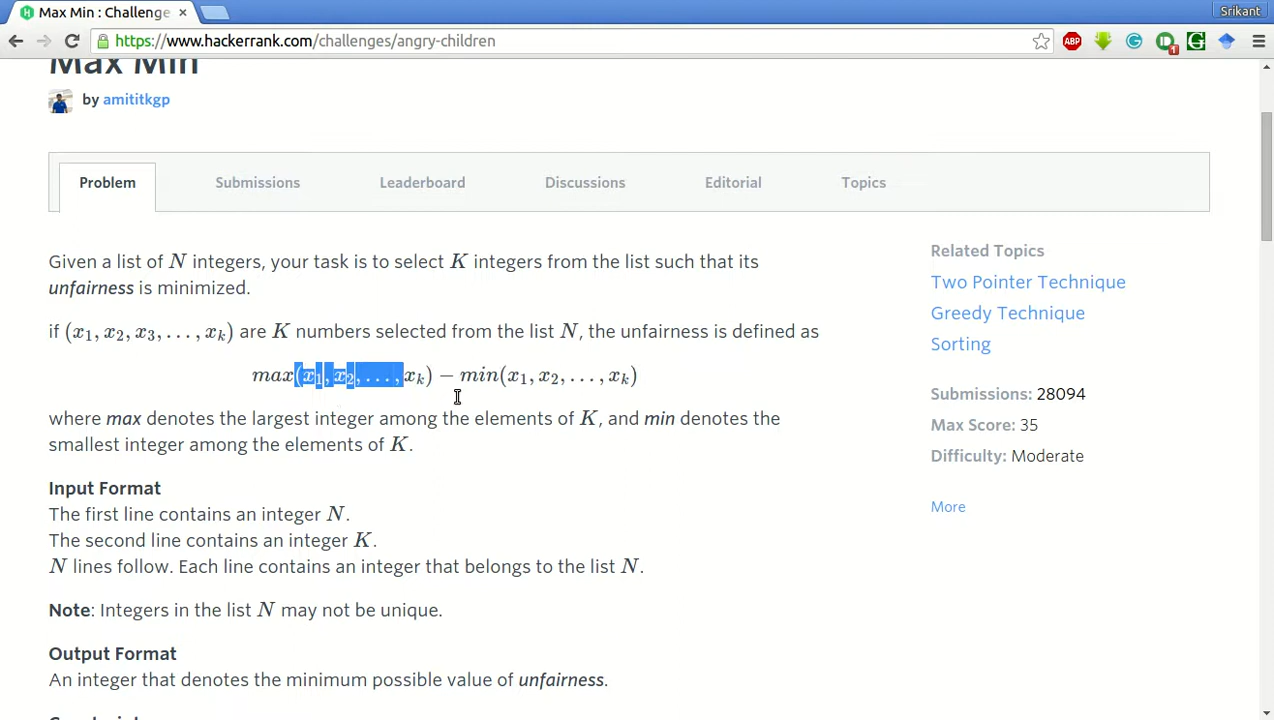 Max Min : Challenge
Srikant
https://www.hackerrank.com/challenges/angry-children
ABP
1
Max Min
by amititkgp
Problem Submissions Leaderboard Discussions Editorial Topics
Given a list of N integers, your task is to select K integers from the list such that its
unfairness is minimized.
if (x₁, x₂, x₃, . . . , xₖ) are K numbers selected from the list N, the unfairness is defined as
max(x₁, x₂, . . . , xₖ) − min(x₁, x₂, . . . , xₖ)
where max denotes the largest integer among the elements of K, and min denotes the
smallest integer among the elements of K.
Input Format
The first line contains an integer N.
The second line contains an integer K.
N lines follow. Each line contains an integer that belongs to the list N.
Note: Integers in the list N may not be unique.
Output Format
An integer that denotes the minimum possible value of unfairness.
Related Topics
Two Pointer Technique
Greedy Technique
Sorting
Submissions: 28094
Max Score: 35
Difficulty: Moderate
More